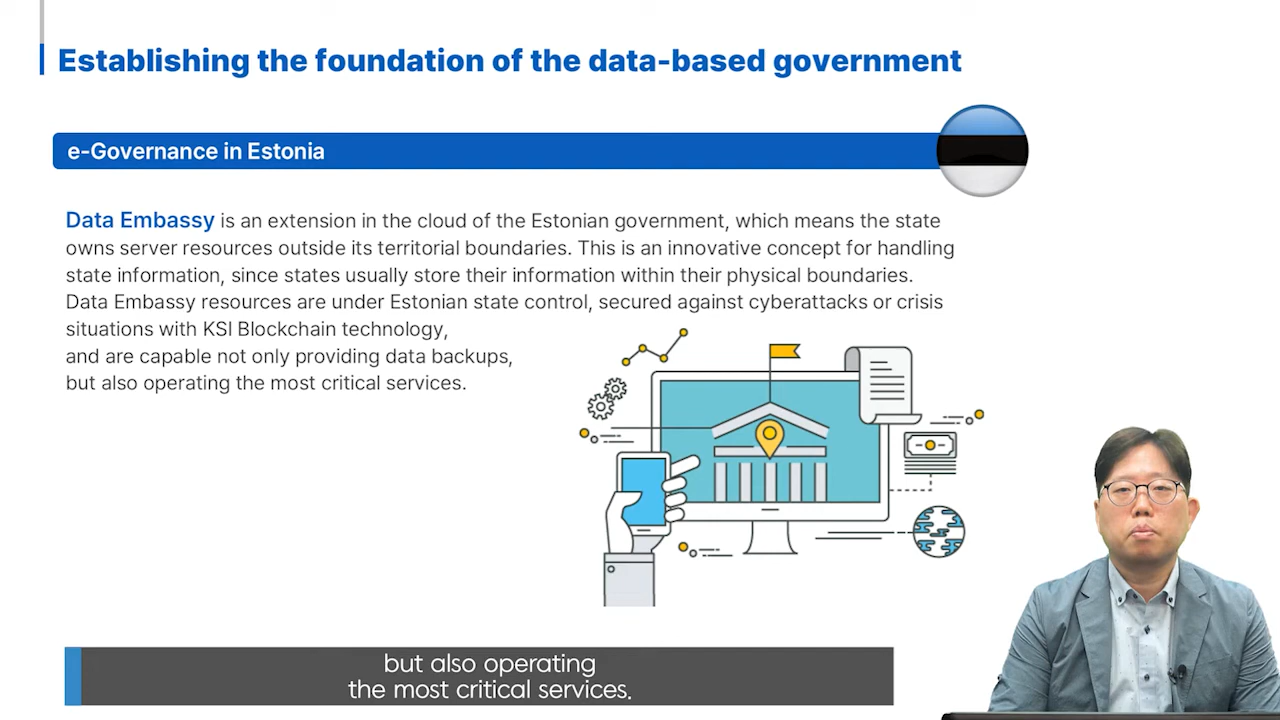 Establishing the foundation of the data-based government
e-Governance in Estonia
Data Embassy is an extension in the cloud of the Estonian government, which means the state
owns server resources outside its territorial boundaries. This is an innovative concept for handling
state information, since states usually store their information within their physical boundaries.
Data Embassy resources are under Estonian state control, secured against cyberattacks or crisis
situations with KSI Blockchain technology,
and are capable not only providing data backups,
but also operating the most critical services.
but also operating
the most critical services.